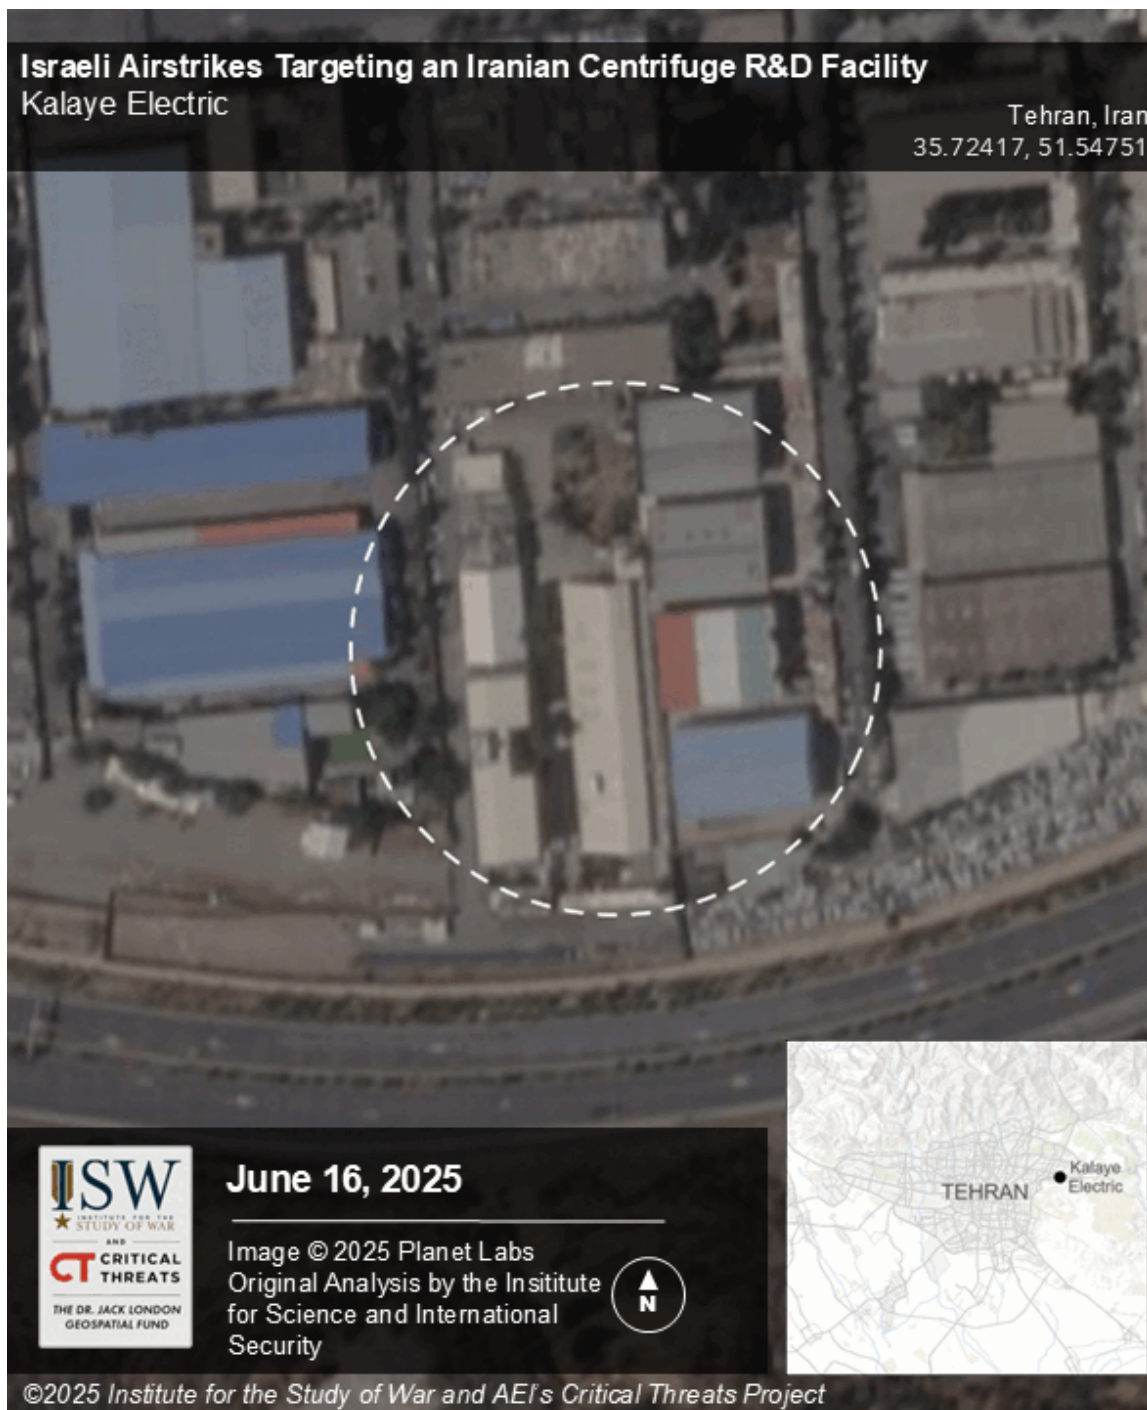 Israeli Airstrikes Targeting an Iranian Centrifuge R&D Facility
Kalaye Electric
Tehran, Iran
35.72417, 51.54751
Kalaye
Electric
TEHRAN
ISW
INSTITUTE FOR THE
STUDY OF WAR
AND
CT CRITICAL
THREATS
THE DR. JACK LONDON
GEOSPATIAL FUND
June 16, 2025
Image © 2025 Planet Labs
Original Analysis by the Insititute
for Science and International
Security
N
©2025 Institute for the Study of War and AEI's Critical Threats Project